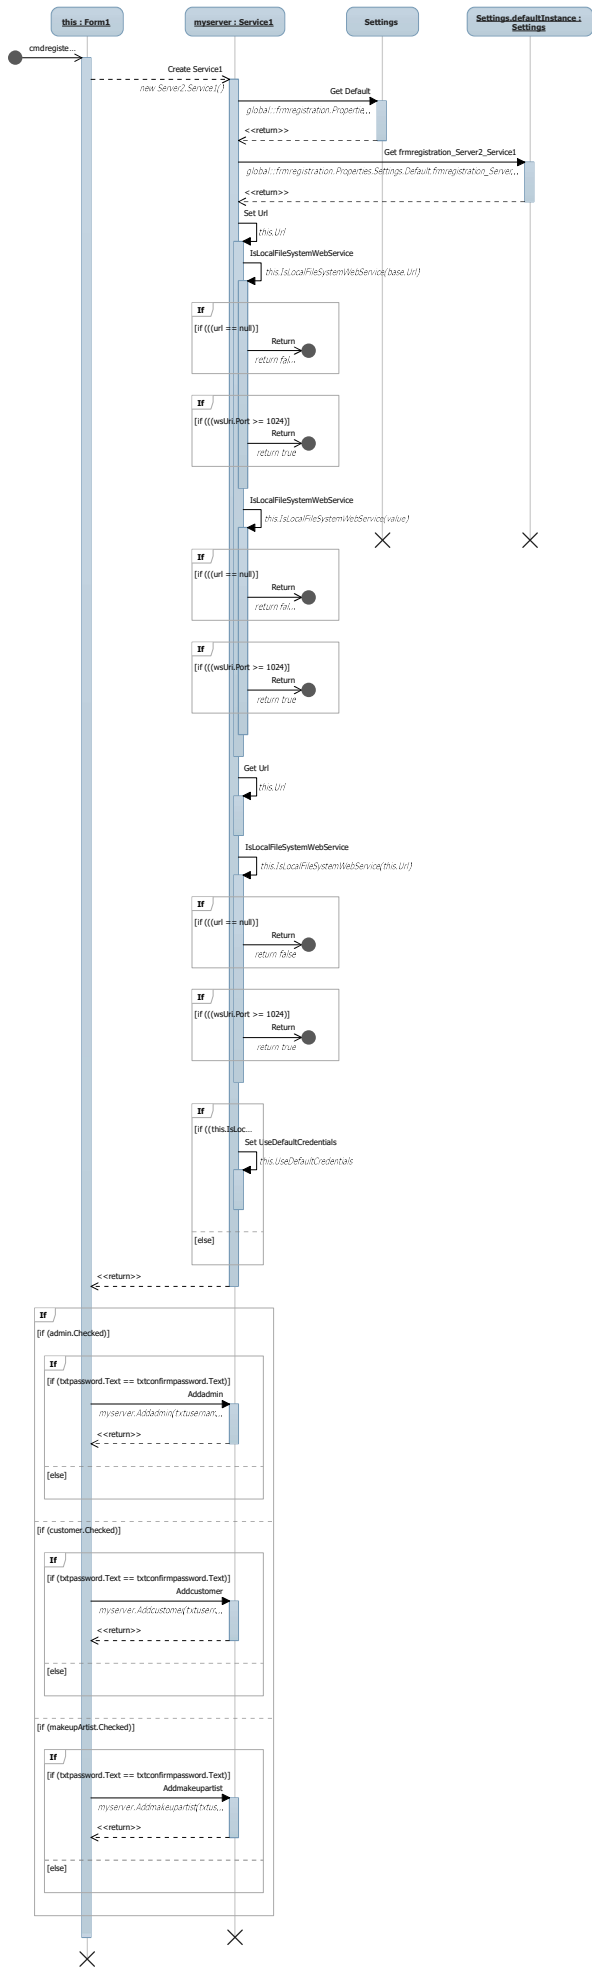 this : Form1
myserver : Service1
Settings
Settings.defaultInstance :
Settings
cmdregiste...
Create Service1
new Server2.Service1()
Get Default
global::frmregistration.Propertie...
<<return>>
Get frmregistration_Server2_Service1
global::frmregistration.Properties.Settings.Default.frmregistration_Server...
<<return>>
Set Url
this.Url
IsLocalFileSystemWebService
this.IsLocalFileSystemWebService(base.Url)
If
[if (((url == null)]
Return
return fal...
If
[if (((wsUri.Port >= 1024)]
Return
return true
IsLocalFileSystemWebService
this.IsLocalFileSystemWebService(value)
If
[if (((url == null)]
Return
return fal...
If
[if (((wsUri.Port >= 1024)]
Return
return true
Get Url
this.Url
IsLocalFileSystemWebService
this.IsLocalFileSystemWebService(this.Url)
If
[if (((url == null)]
Return
return false
If
[if (((wsUri.Port >= 1024)]
Return
return true
If
[if ((this.IsLoc...
Set UseDefaultCredentials
this.UseDefaultCredentials
[else]
<<return>>
If
[if (admin.Checked)]
If
[if (txtpassword.Text == txtconfirmpassword.Text)]
Addadmin
myserver.Addadmin(txtusernam...
<<return>>
[else]
[if (customer.Checked)]
If
[if (txtpassword.Text == txtconfirmpassword.Text)]
Addcustomer
myserver.Addcustomer(txtusern...
<<return>>
[else]
[if (makeupArtist.Checked)]
If
[if (txtpassword.Text == txtconfirmpassword.Text)]
Addmakeupartist
myserver.Addmakeupartist(txtus...
<<return>>
[else]